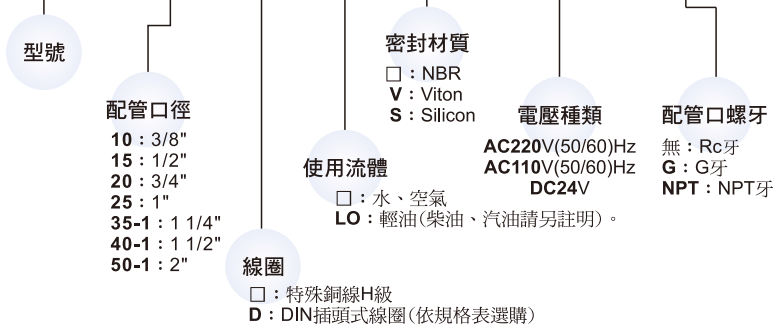 型號
配管口徑
10：3/8"
15：1/2"
20：3/4"
25：1"
35-1：1 1/4"
40-1：1 1/2"
50-1：2"
線圈
□：特殊銅線H級
D：DIN插頭式線圈(依規格表選購)
使用流體
□：水、空氣
LO：輕油(柴油、汽油請另註明)。
密封材質
□：NBR
V：Viton
S：Silicon
電壓種類
AC220V(50/60)Hz
AC110V(50/60)Hz
DC24V
配管口螺牙
無：Rc牙
G：G牙
NPT：NPT牙